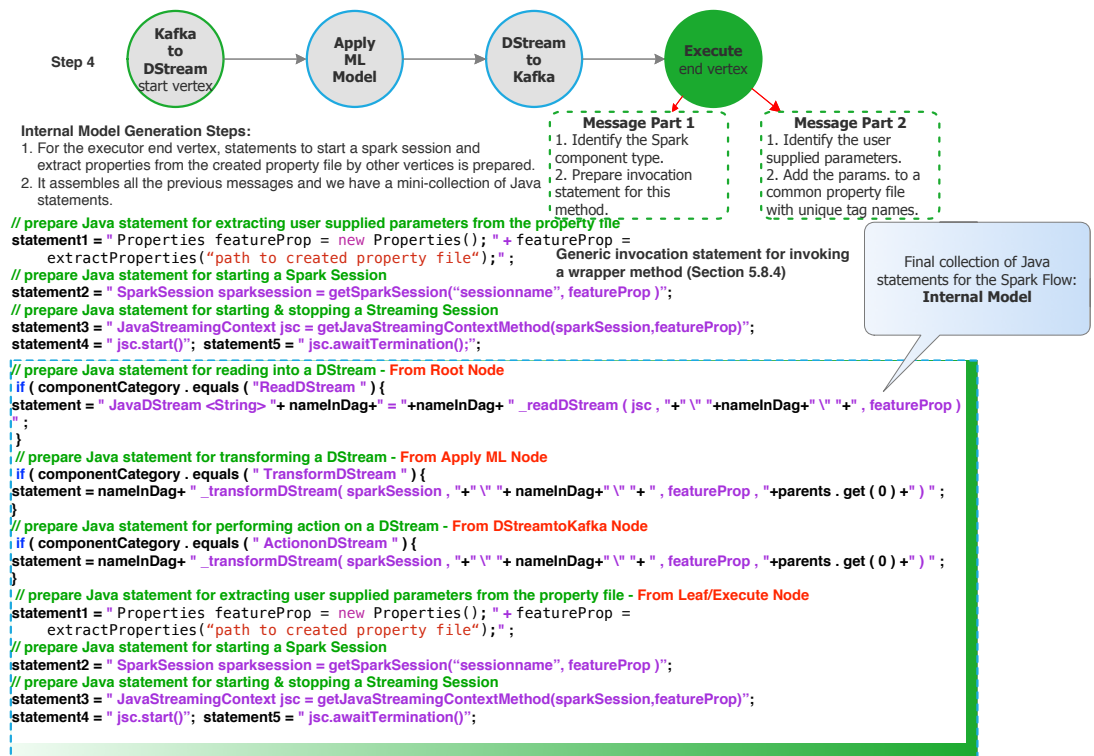 Step 4
Kafka
to
DStream
start vertex
Apply
ML
Model
DStream
to
Kafka
Execute
end vertex
Internal Model Generation Steps:
1. For the executor end vertex, statements to start a spark session and
extract properties from the created property file by other vertices is prepared.
2. It assembles all the previous messages and we have a mini-collection of Java
statements.
Message Part 1
1. Identify the Spark
component type.
2. Prepare invocation
statement for this
method.
Message Part 2
1. Identify the user
supplied parameters.
2. Add the params. to a
common property file
with unique tag names.
// prepare Java statement for extracting user supplied parameters from the property file
statement1 = " Properties featureProp = new Properties(); " + featureProp =
extractProperties(“path to created property file“);" ;
Generic invocation statement for invoking
a wrapper method (Section 5.8.4)
// prepare Java statement for starting a Spark Session
statement2 = " SparkSession sparksession = getSparkSession(“sessionname”, featureProp )”;
// prepare Java statement for starting & stopping a Streaming Session
statement3 = " JavaStreamingContext jsc = getJavaStreamingContextMethod(sparkSession,featureProp)”;
statement4 = " jsc.start()”; statement5 = " jsc.awaitTermination();”;
Final collection of Java
statements for the Spark Flow:
Internal Model
// prepare Java statement for reading into a DStream - From Root Node
if ( componentCategory . equals ( "ReadDStream " ) {
statement = " JavaDStream <String> "+ nameInDag+" = "+nameInDag+ " _readDStream ( jsc , "+" \" "+nameInDag+" \" "+" , featureProp )
" ;
}
// prepare Java statement for transforming a DStream - From Apply ML Node
if ( componentCategory . equals ( " TransformDStream " ) {
statement = nameInDag+ " _transformDStream( sparkSession , "+" \" "+ nameInDag+" \" "+ " , featureProp , "+parents . get ( 0 ) +" ) " ;
}
// prepare Java statement for performing action on a DStream - From DStreamtoKafka Node
if ( componentCategory . equals ( " ActiononDStream " ) {
statement = nameInDag+ " _transformDStream( sparkSession , "+" \" "+ nameInDag+" \" "+ " , featureProp , "+parents . get ( 0 ) +" ) " ;
}
// prepare Java statement for extracting user supplied parameters from the property file - From Leaf/Execute Node
statement1 = " Properties featureProp = new Properties(); " + featureProp =
extractProperties(“path to created property file“);" ;
// prepare Java statement for starting a Spark Session
statement2 = " SparkSession sparksession = getSparkSession(“sessionname”, featureProp )”;
// prepare Java statement for starting & stopping a Streaming Session
statement3 = " JavaStreamingContext jsc = getJavaStreamingContextMethod(sparkSession,featureProp)”;
statement4 = " jsc.start()”; statement5 = " jsc.awaitTermination()”;